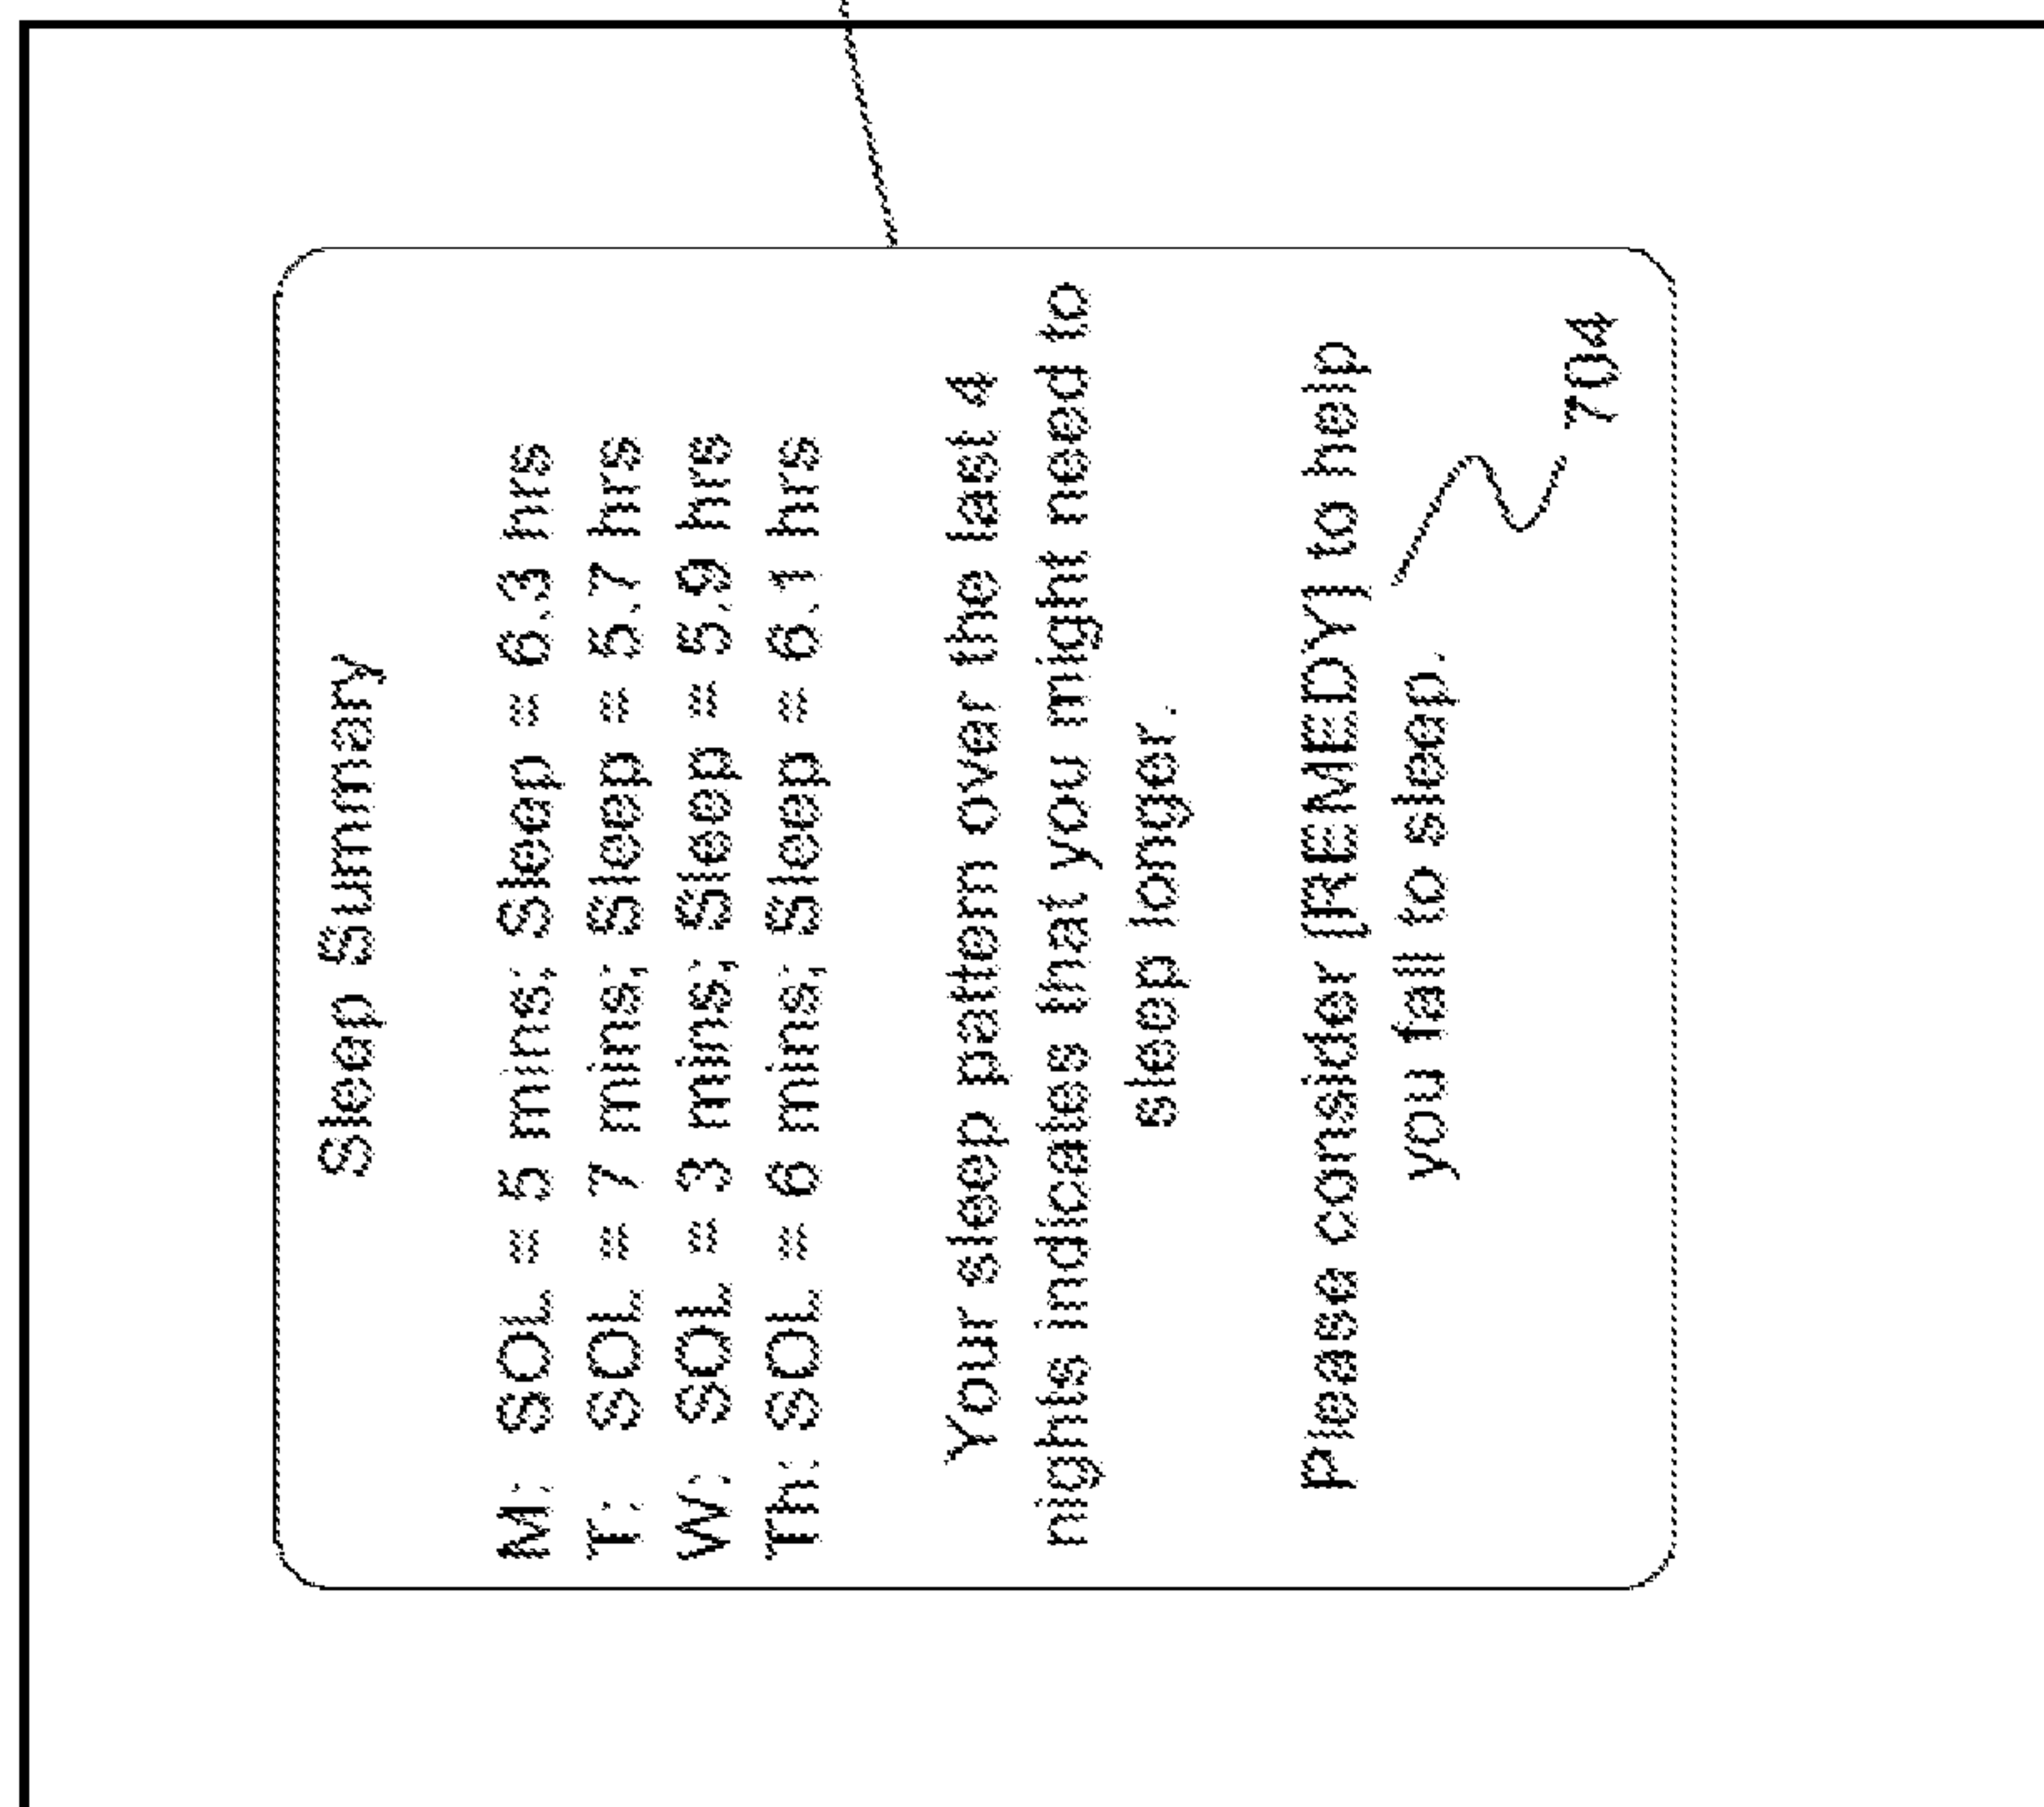 Sleep Summary
M: SOL = 5 mins; Sleep = 6.3 hrs
T: SOL = 7 mins; Sleep = 5.7 hrs
W: SOL = 3 mins; Sleep = 5.9 hrs
Th: SOL = 6 mins; Sleep = 6.1 hrs
Your sleep pattern over the last 4
nights indicates that you might need to
sleep longer.
Please consider [REMEDY] to help
you fall to sleep.
704